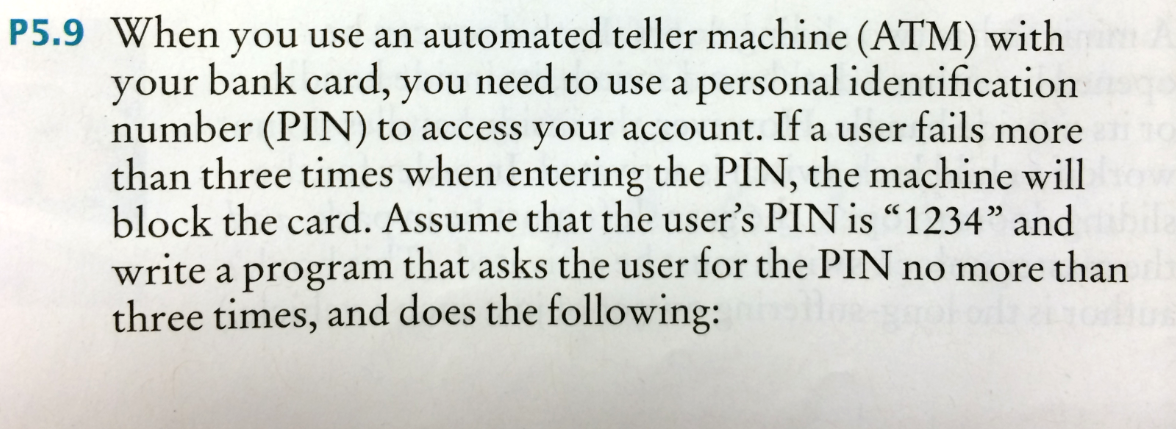 P5.9 When you use an automated teller machine (ATM) with
your bank card, you need to use a personal identification
number (PIN) to access your account. If a user fails more
than three times when entering the PIN, the machine will
block the card. Assume that the user's PIN is “1234” and
write a program that asks the user for the PIN no more than
three times, and does the following: